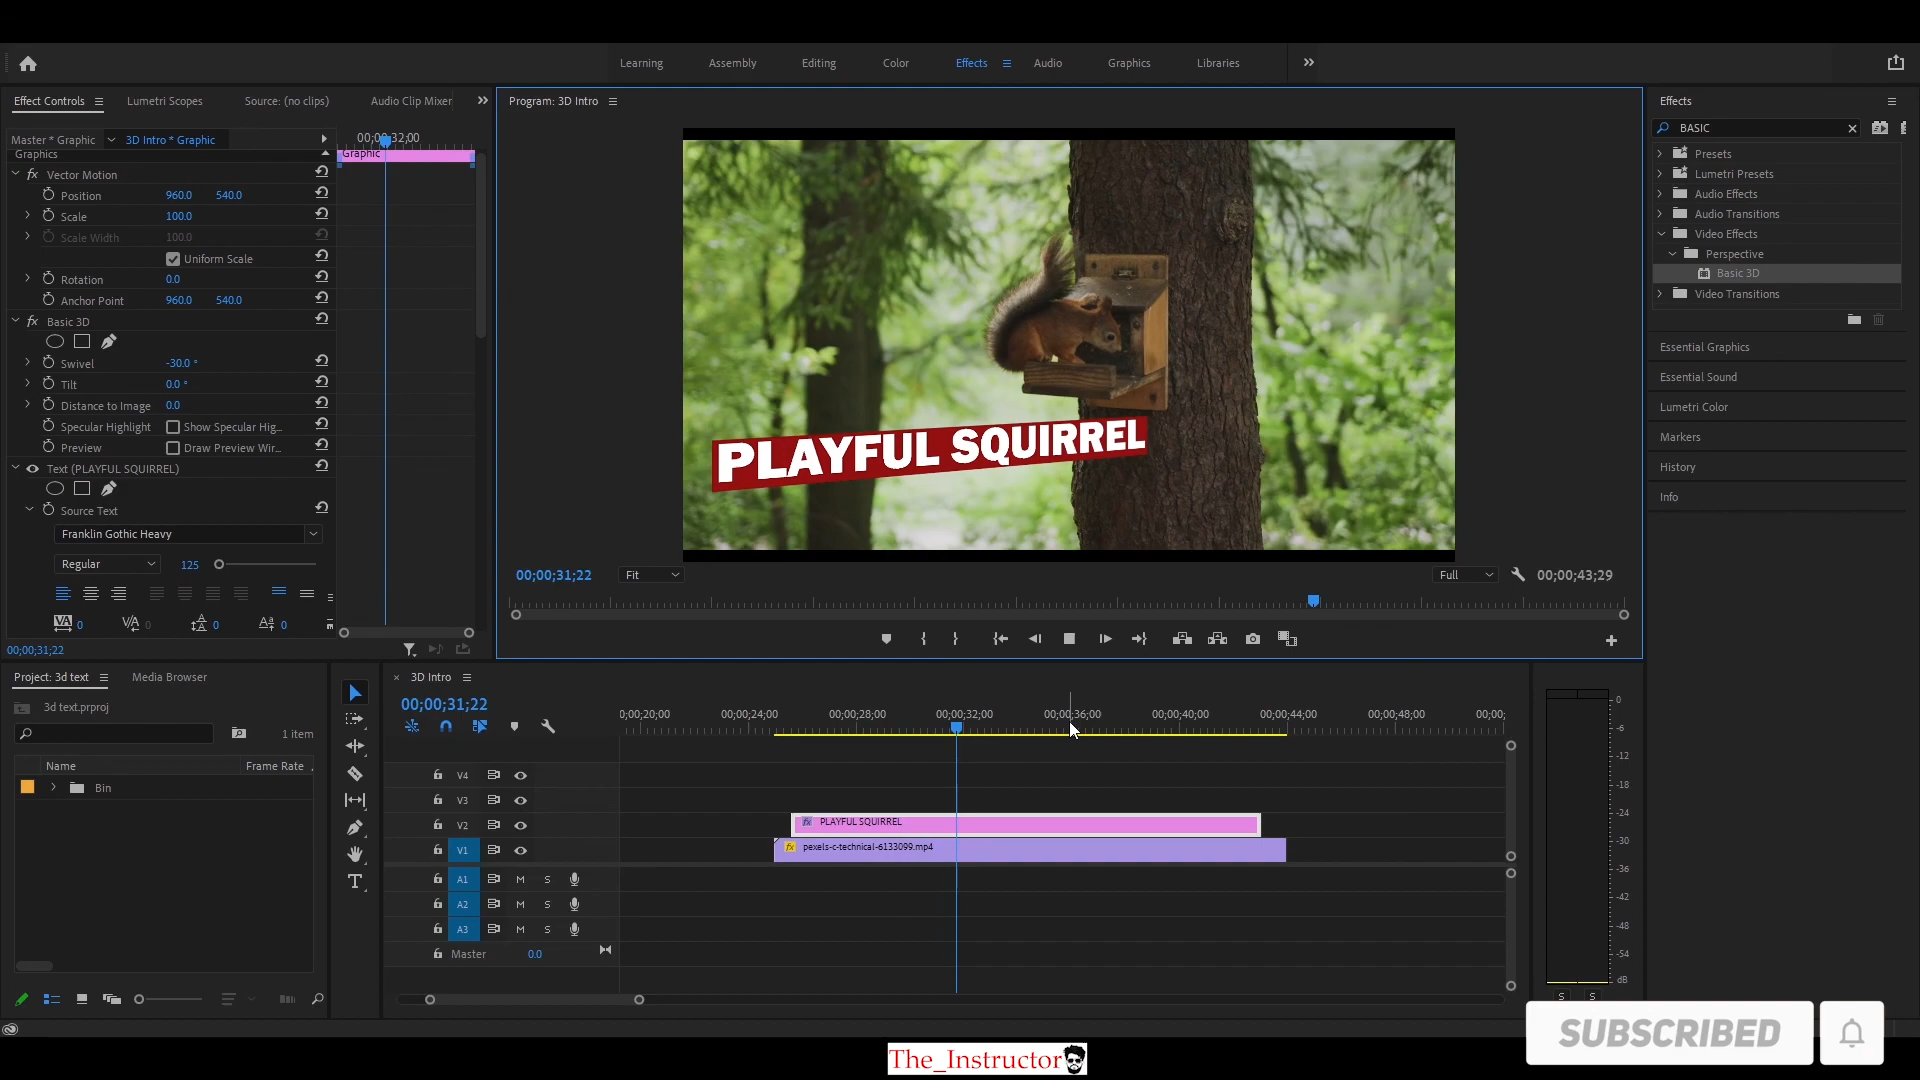 Learning Assembly Editing Color Effects Audio Graphics Libraries
Effect Controls Lumetri Scopes Source: (no clips) Audio Clip Mixer
Program: 3D Intro
Effects
Master * Graphic 3D Intro * Graphic
00;00;32;00
BASIC
Graphics
Graphic
Presets
Lumetri Presets
Audio Effects
Audio Transitions
Video Effects
Perspective
Basic 3D
Video Transitions
Vector Motion
Position 960.0 540.0
Scale 100.0
Scale Width 100.0
Uniform Scale
Rotation 0.0
Anchor Point 960.0 540.0
Basic 3D
Swivel -30.0 °
Tilt 0.0 °
Distance to Image 0.0
Specular Highlight Show Specular Hig...
Preview Draw Preview Wir...
Text (PLAYFUL SQUIRREL)
Source Text
Franklin Gothic Heavy
Regular 125
VA 0 V/A 0 A 0 Aa 0
00;00;31;22
PLAYFUL SQUIRREL
Essential Graphics
Essential Sound
Lumetri Color
Markers
History
Info
00;00;31;22 Fit Full 00;00;43;29
Project: 3d text Media Browser
3d text.prproj
1 item
Name Frame Rate
Bin
T
3D Intro
00;00;31;22
0;00;20;00 00;00;24;00 00;00;28;00 00;00;32;00 00;00;36;00 00;00;40;00 00;00;44;00 00;00;48;00 00;00;
V4
V3
V2 fx PLAYFUL SQUIRREL
V1 fx pexels-c-technical-6133099.mp4
A1 M S
A2 M S
A3 M S
Master 0.0
0
-6
-12
-18
-24
-30
-36
-42
-48
-54
dB
S S
SUBSCRIBED
The_Instructor